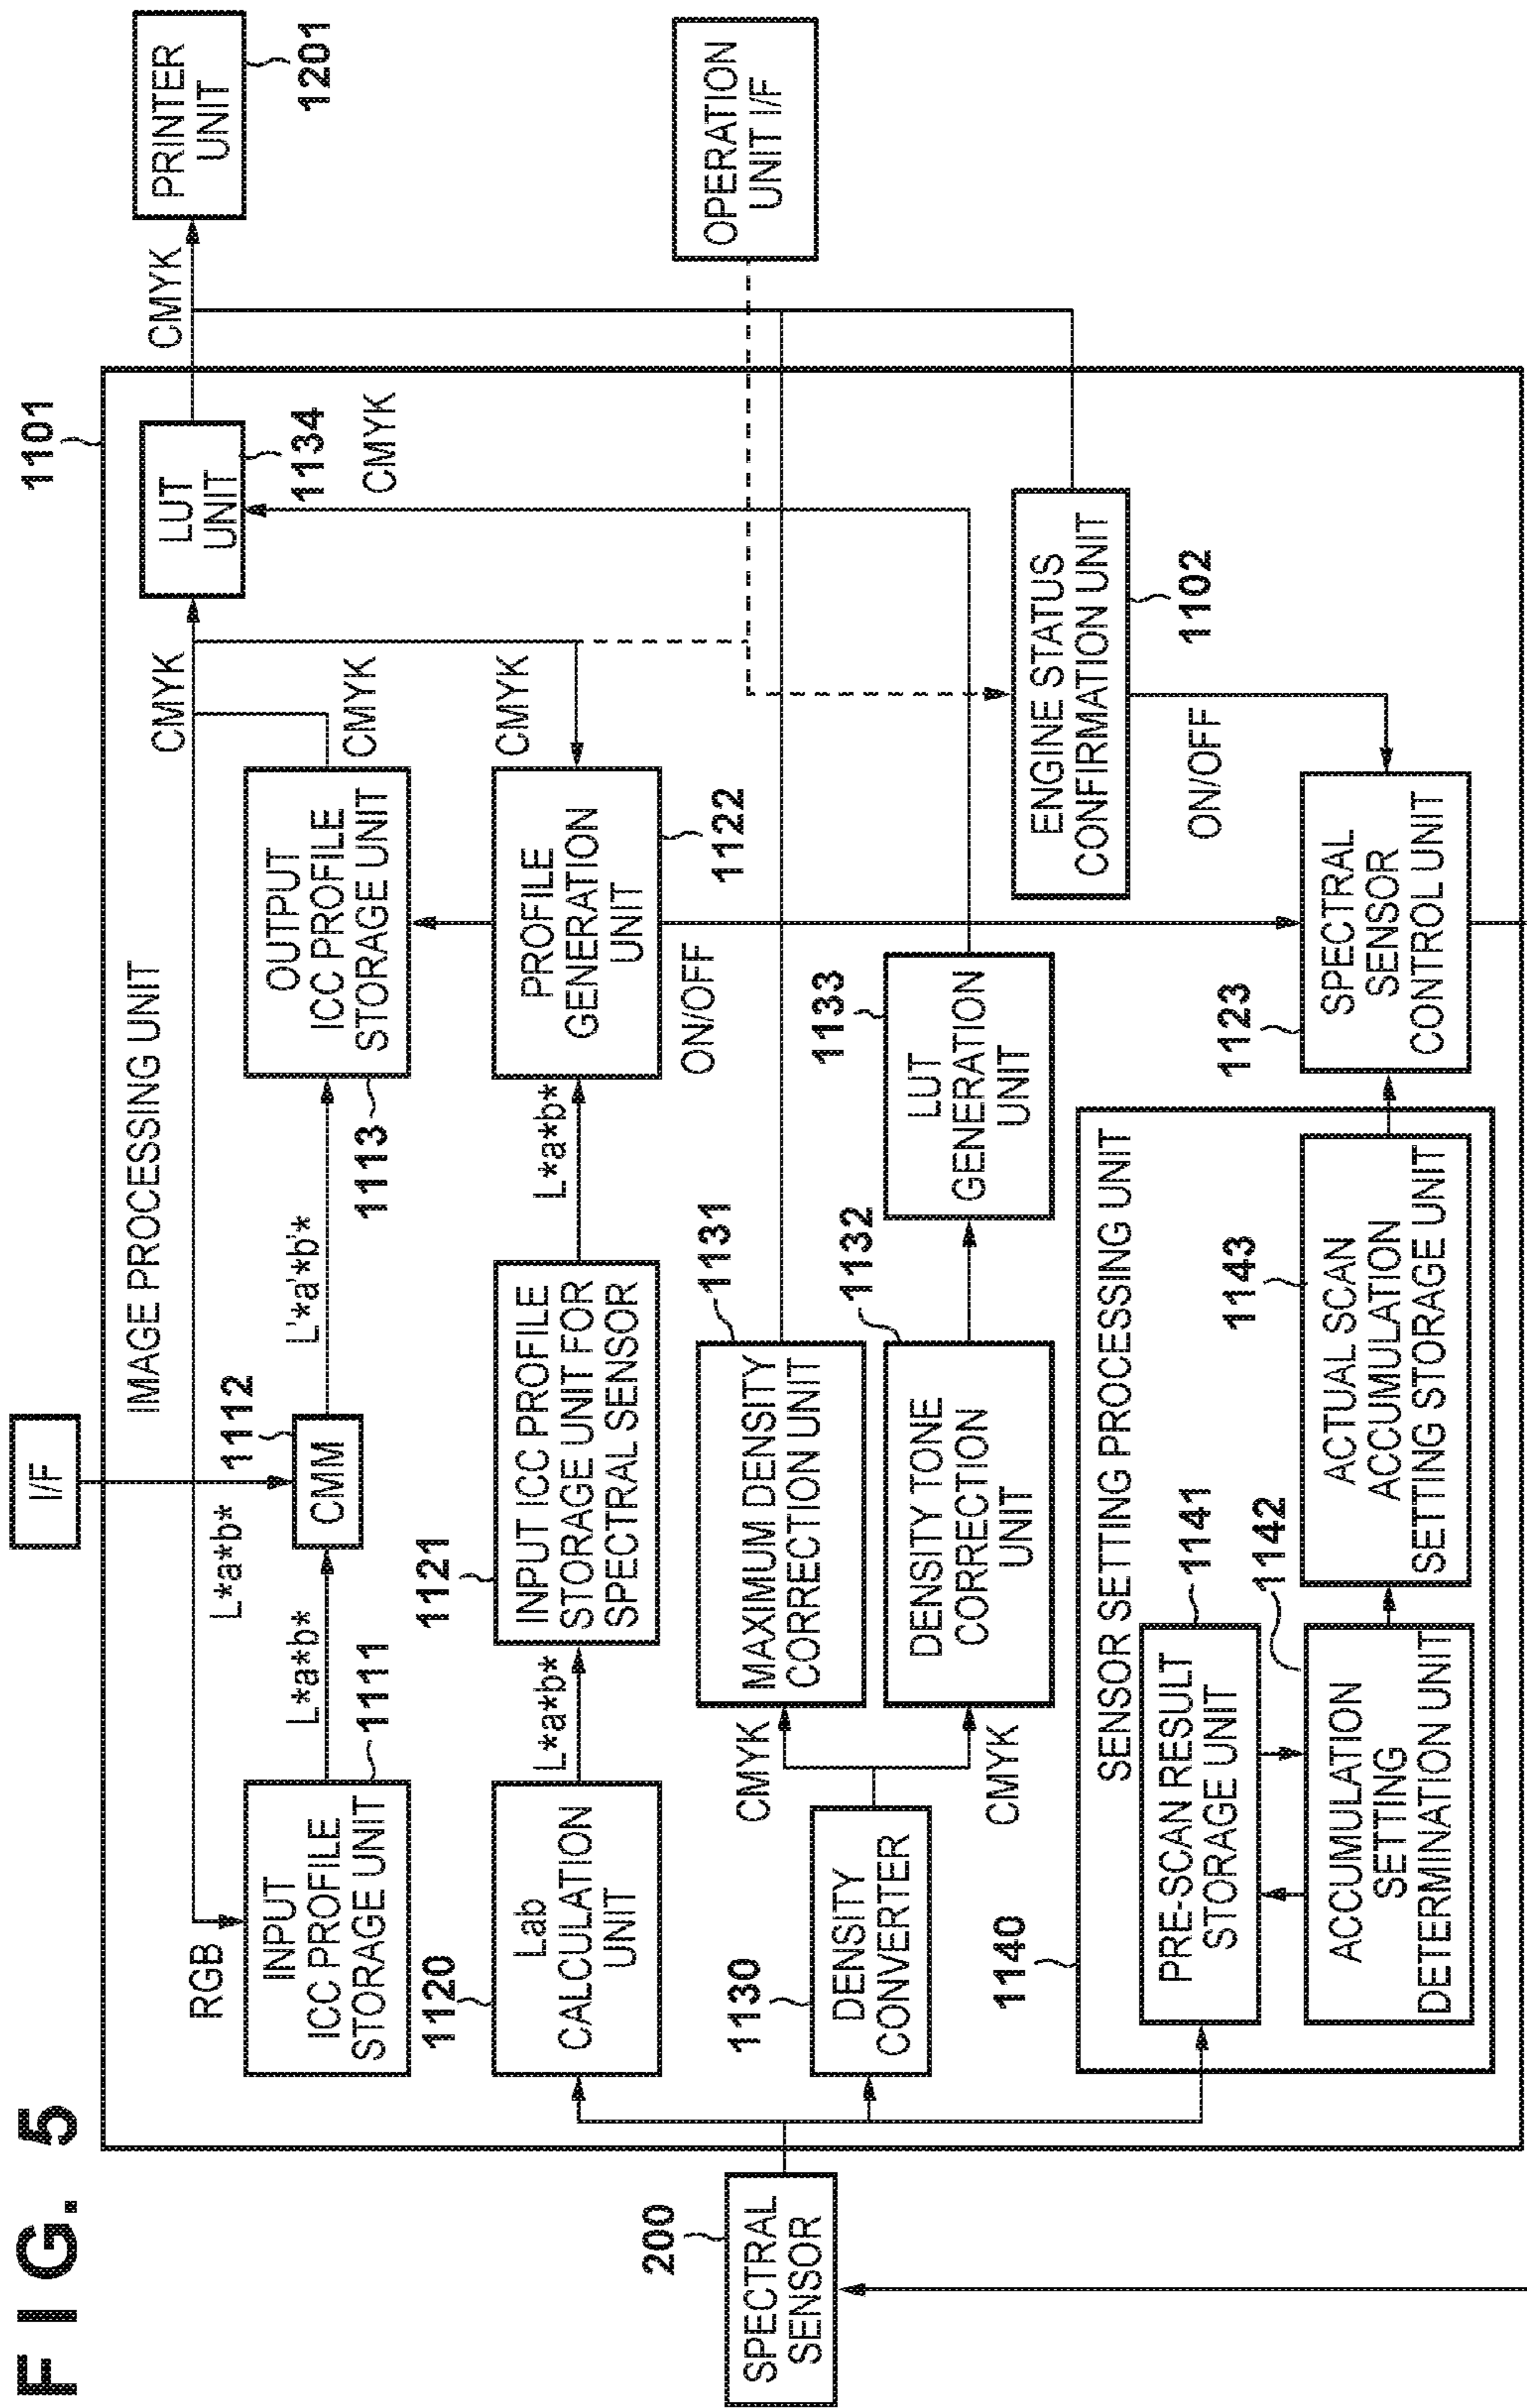 FIG. 5
1101
IMAGE PROCESSING UNIT
I/F
RGB
INPUT
ICC PROFILE
STORAGE UNIT
1111
L*a*b*
L*a*b*
CMM
1112
L'*a'*b'*
OUTPUT
ICC PROFILE
STORAGE UNIT
1113
CMYK
CMYK
LUT
UNIT
1134
CMYK
CMYK
PRINTER
UNIT
1201
1120
Lab
CALCULATION
UNIT
L*a*b*
1121
INPUT ICC PROFILE
STORAGE UNIT FOR
SPECTRAL SENSOR
L*a*b*
PROFILE
GENERATION
UNIT
1122
CMYK
ON/OFF
OPERATION
UNIT I/F
200
SPECTRAL
SENSOR
1130
DENSITY
CONVERTER
CMYK
CMYK
MAXIMUM DENSITY
CORRECTION UNIT
1131
DENSITY TONE
CORRECTION
UNIT
1132
LUT
GENERATION
UNIT
1133
ENGINE STATUS
CONFIRMATION UNIT
1102
ON/OFF
1140
SENSOR SETTING PROCESSING UNIT
PRE-SCAN RESULT
STORAGE UNIT
1141
ACCUMULATION
SETTING
DETERMINATION UNIT
1142
ACTUAL SCAN
ACCUMULATION
SETTING STORAGE UNIT
1143
SPECTRAL
SENSOR
CONTROL UNIT
1123